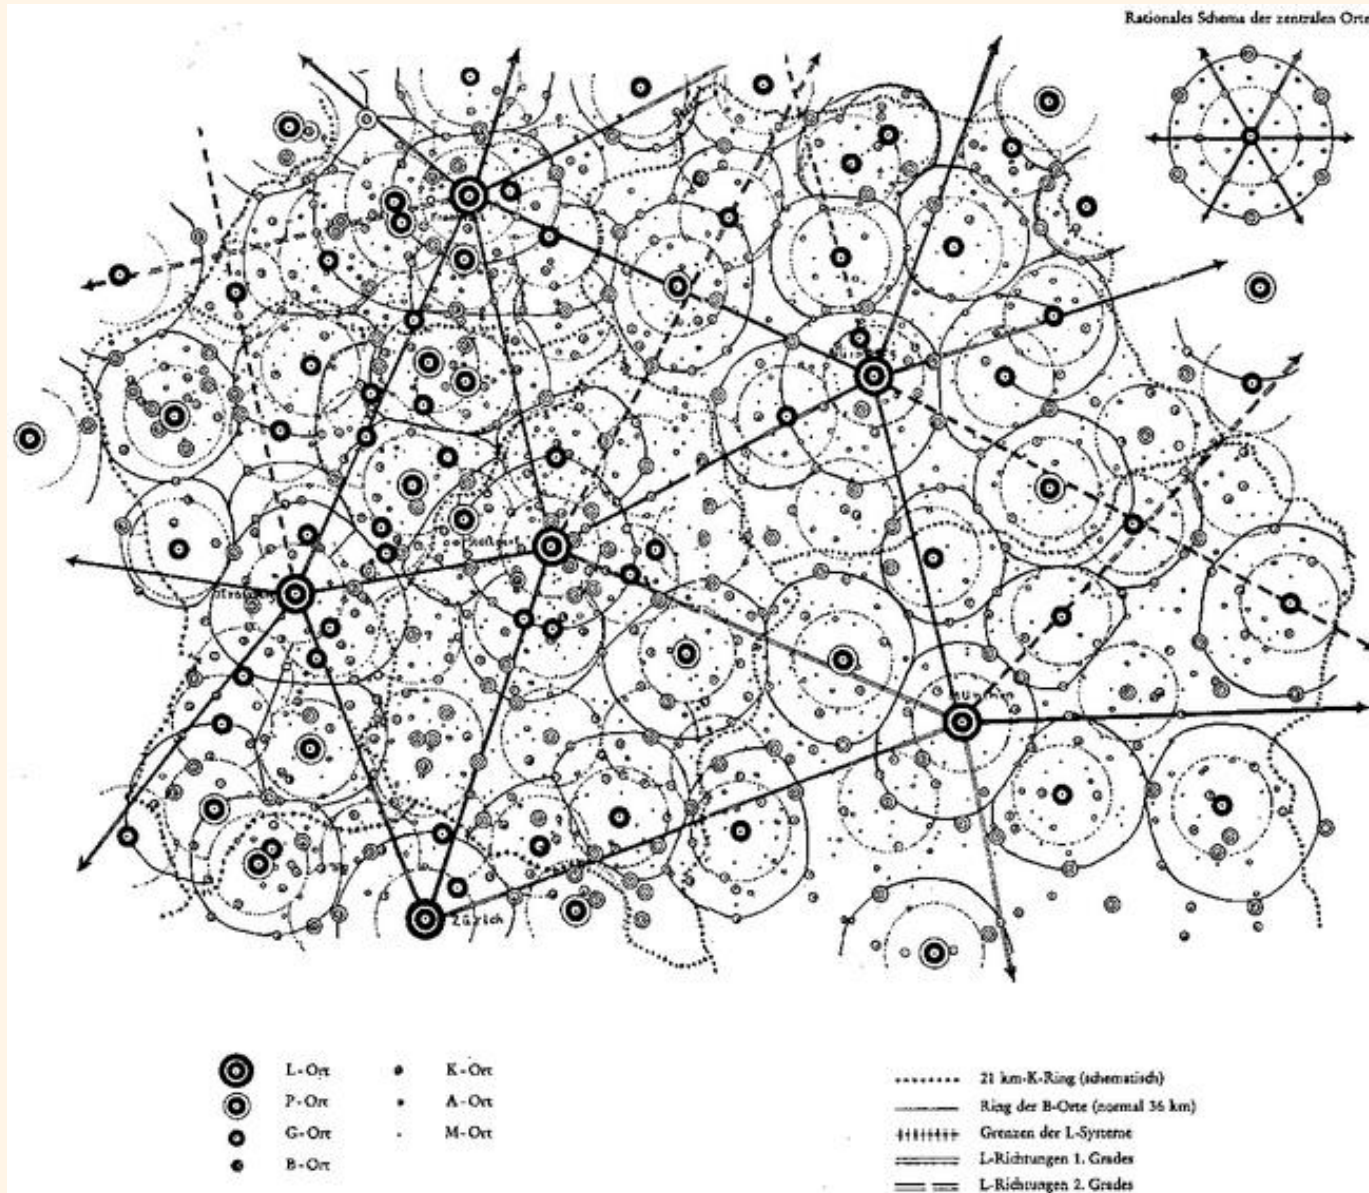 Rationales Schema der zentralen Orte
Zürich
L-Ort
P-Ort
G-Ort
B-Ort
K-Ort
A-Ort
M-Ort
21 km-K-Ring (schematisch)
Ring der B-Orte (normal 36 km)
Grenzen der L-Systeme
L-Richtungen 1. Grades
L-Richtungen 2. Grades